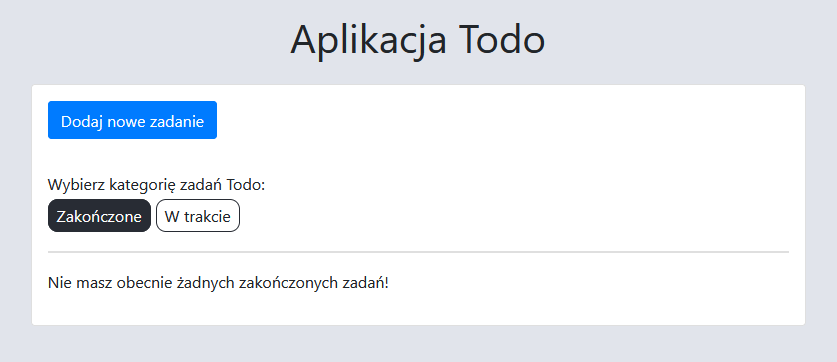 Aplikacja Todo
Dodaj nowe zadanie
Wybierz kategorię zadań Todo:
Zakończone W trakcie
Nie masz obecnie żadnych zakończonych zadań!